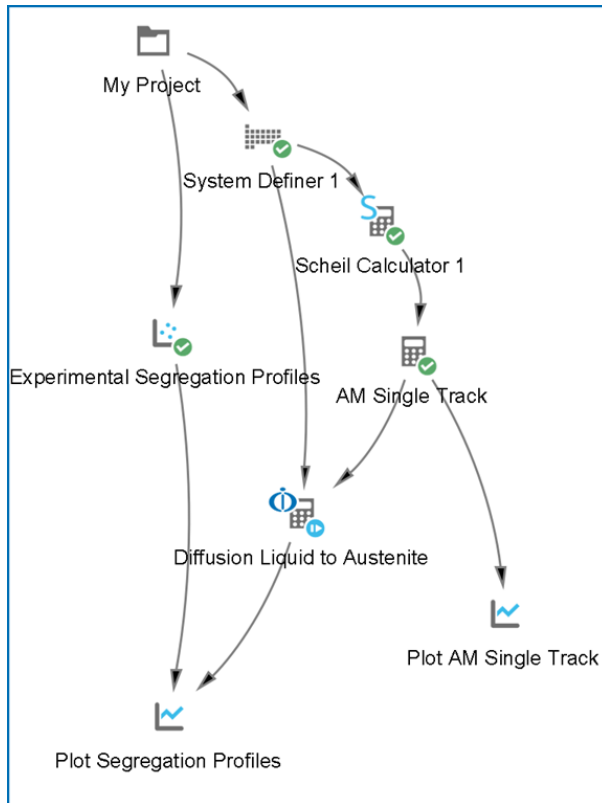 My Project
System Definer 1
Scheil Calculator 1
Experimental Segregation Profiles
AM Single Track
Diffusion Liquid to Austenite
Plot AM Single Track
Plot Segregation Profiles